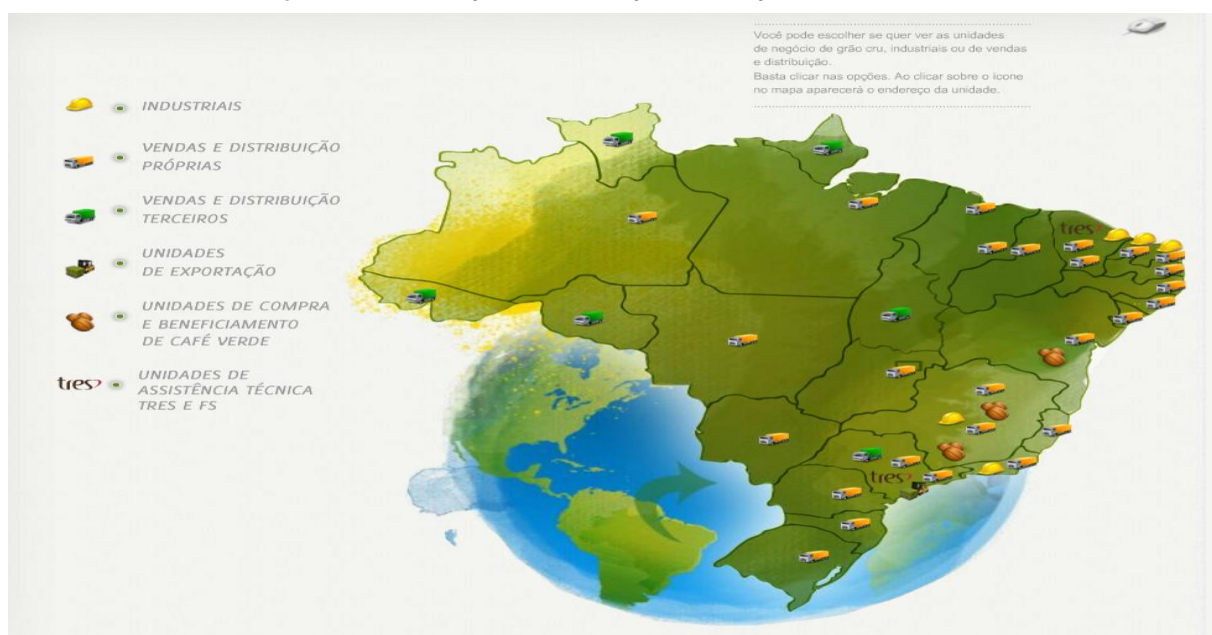 Você pode escolher se quer ver as unidades
de negócio de grão cru, industriais ou de vendas
e distribuição.
Basta clicar nas opções. Ao clicar sobre o ícone
no mapa aparecerá o endereço da unidade.
INDUSTRIAIS
VENDAS E DISTRIBUIÇÃO
PRÓPRIAS
VENDAS E DISTRIBUIÇÃO
TERCEIROS
UNIDADES
DE EXPORTAÇÃO
UNIDADES DE COMPRA
E BENEFICIAMENTO
DE CAFÉ VERDE
tres
UNIDADES DE
ASSISTÊNCIA TÉCNICA
TRES E FS
tres
tres